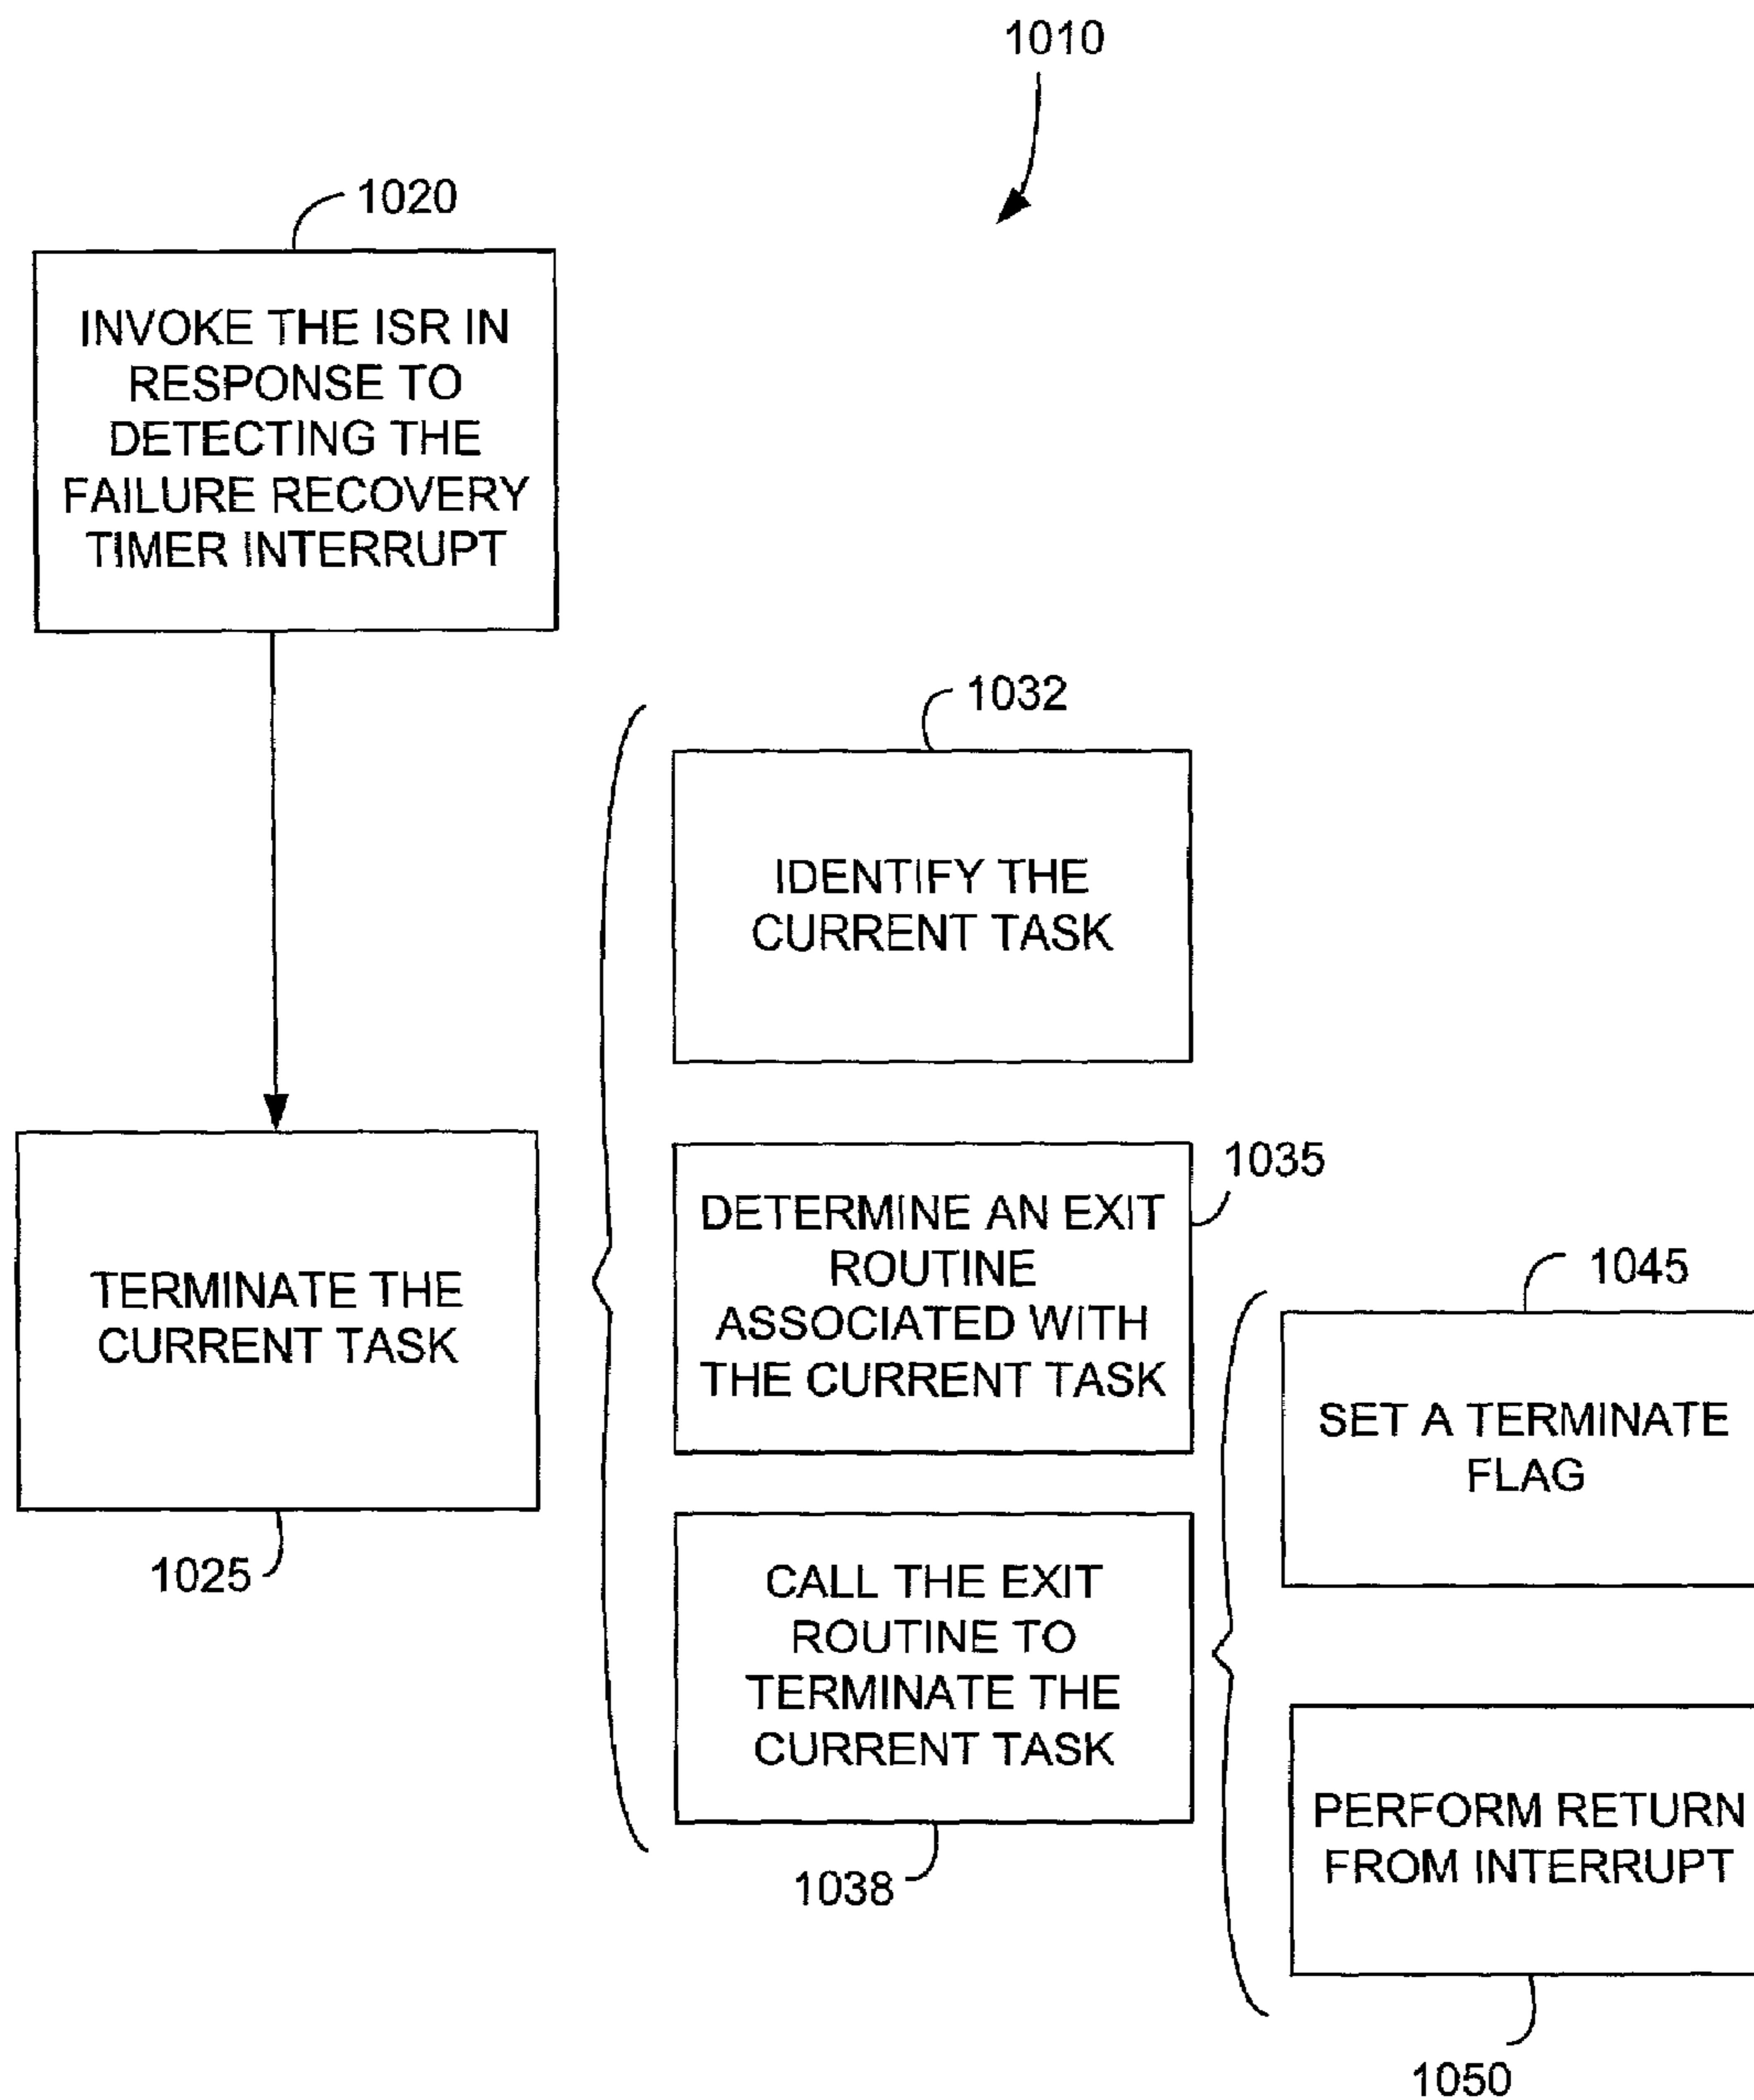 1010
1020
INVOKE THE ISR IN
RESPONSE TO
DETECTING THE
FAILURE RECOVERY
TIMER INTERRUPT
1032
IDENTIFY THE
CURRENT TASK
1035
DETERMINE AN EXIT
ROUTINE
ASSOCIATED WITH
THE CURRENT TASK
TERMINATE THE
CURRENT TASK
1025
1045
SET A TERMINATE
FLAG
CALL THE EXIT
ROUTINE TO
TERMINATE THE
CURRENT TASK
1038
PERFORM RETURN
FROM INTERRUPT
1050